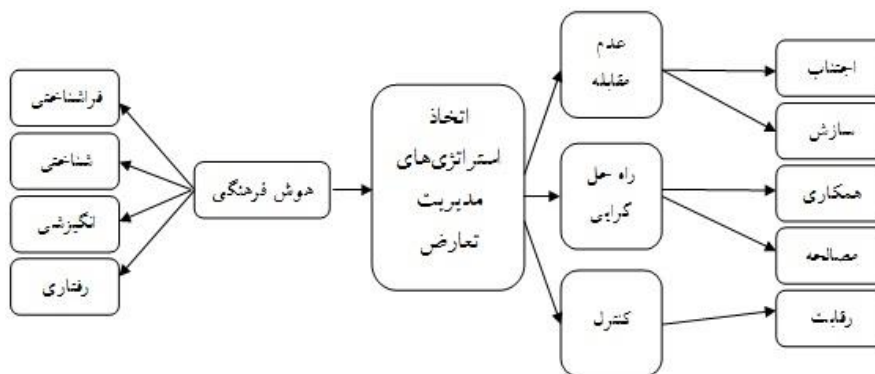 عدم
مقابله
اجتناب
سازش
راه حل
گرایی
همکاری
مصالحه
کنترل
رقابت
اتخاذ
استراتژی‌های
مدیریت
تعارض
هوش فرهنگی
فراشناختی
شناختی
انگیزشی
رفتاری